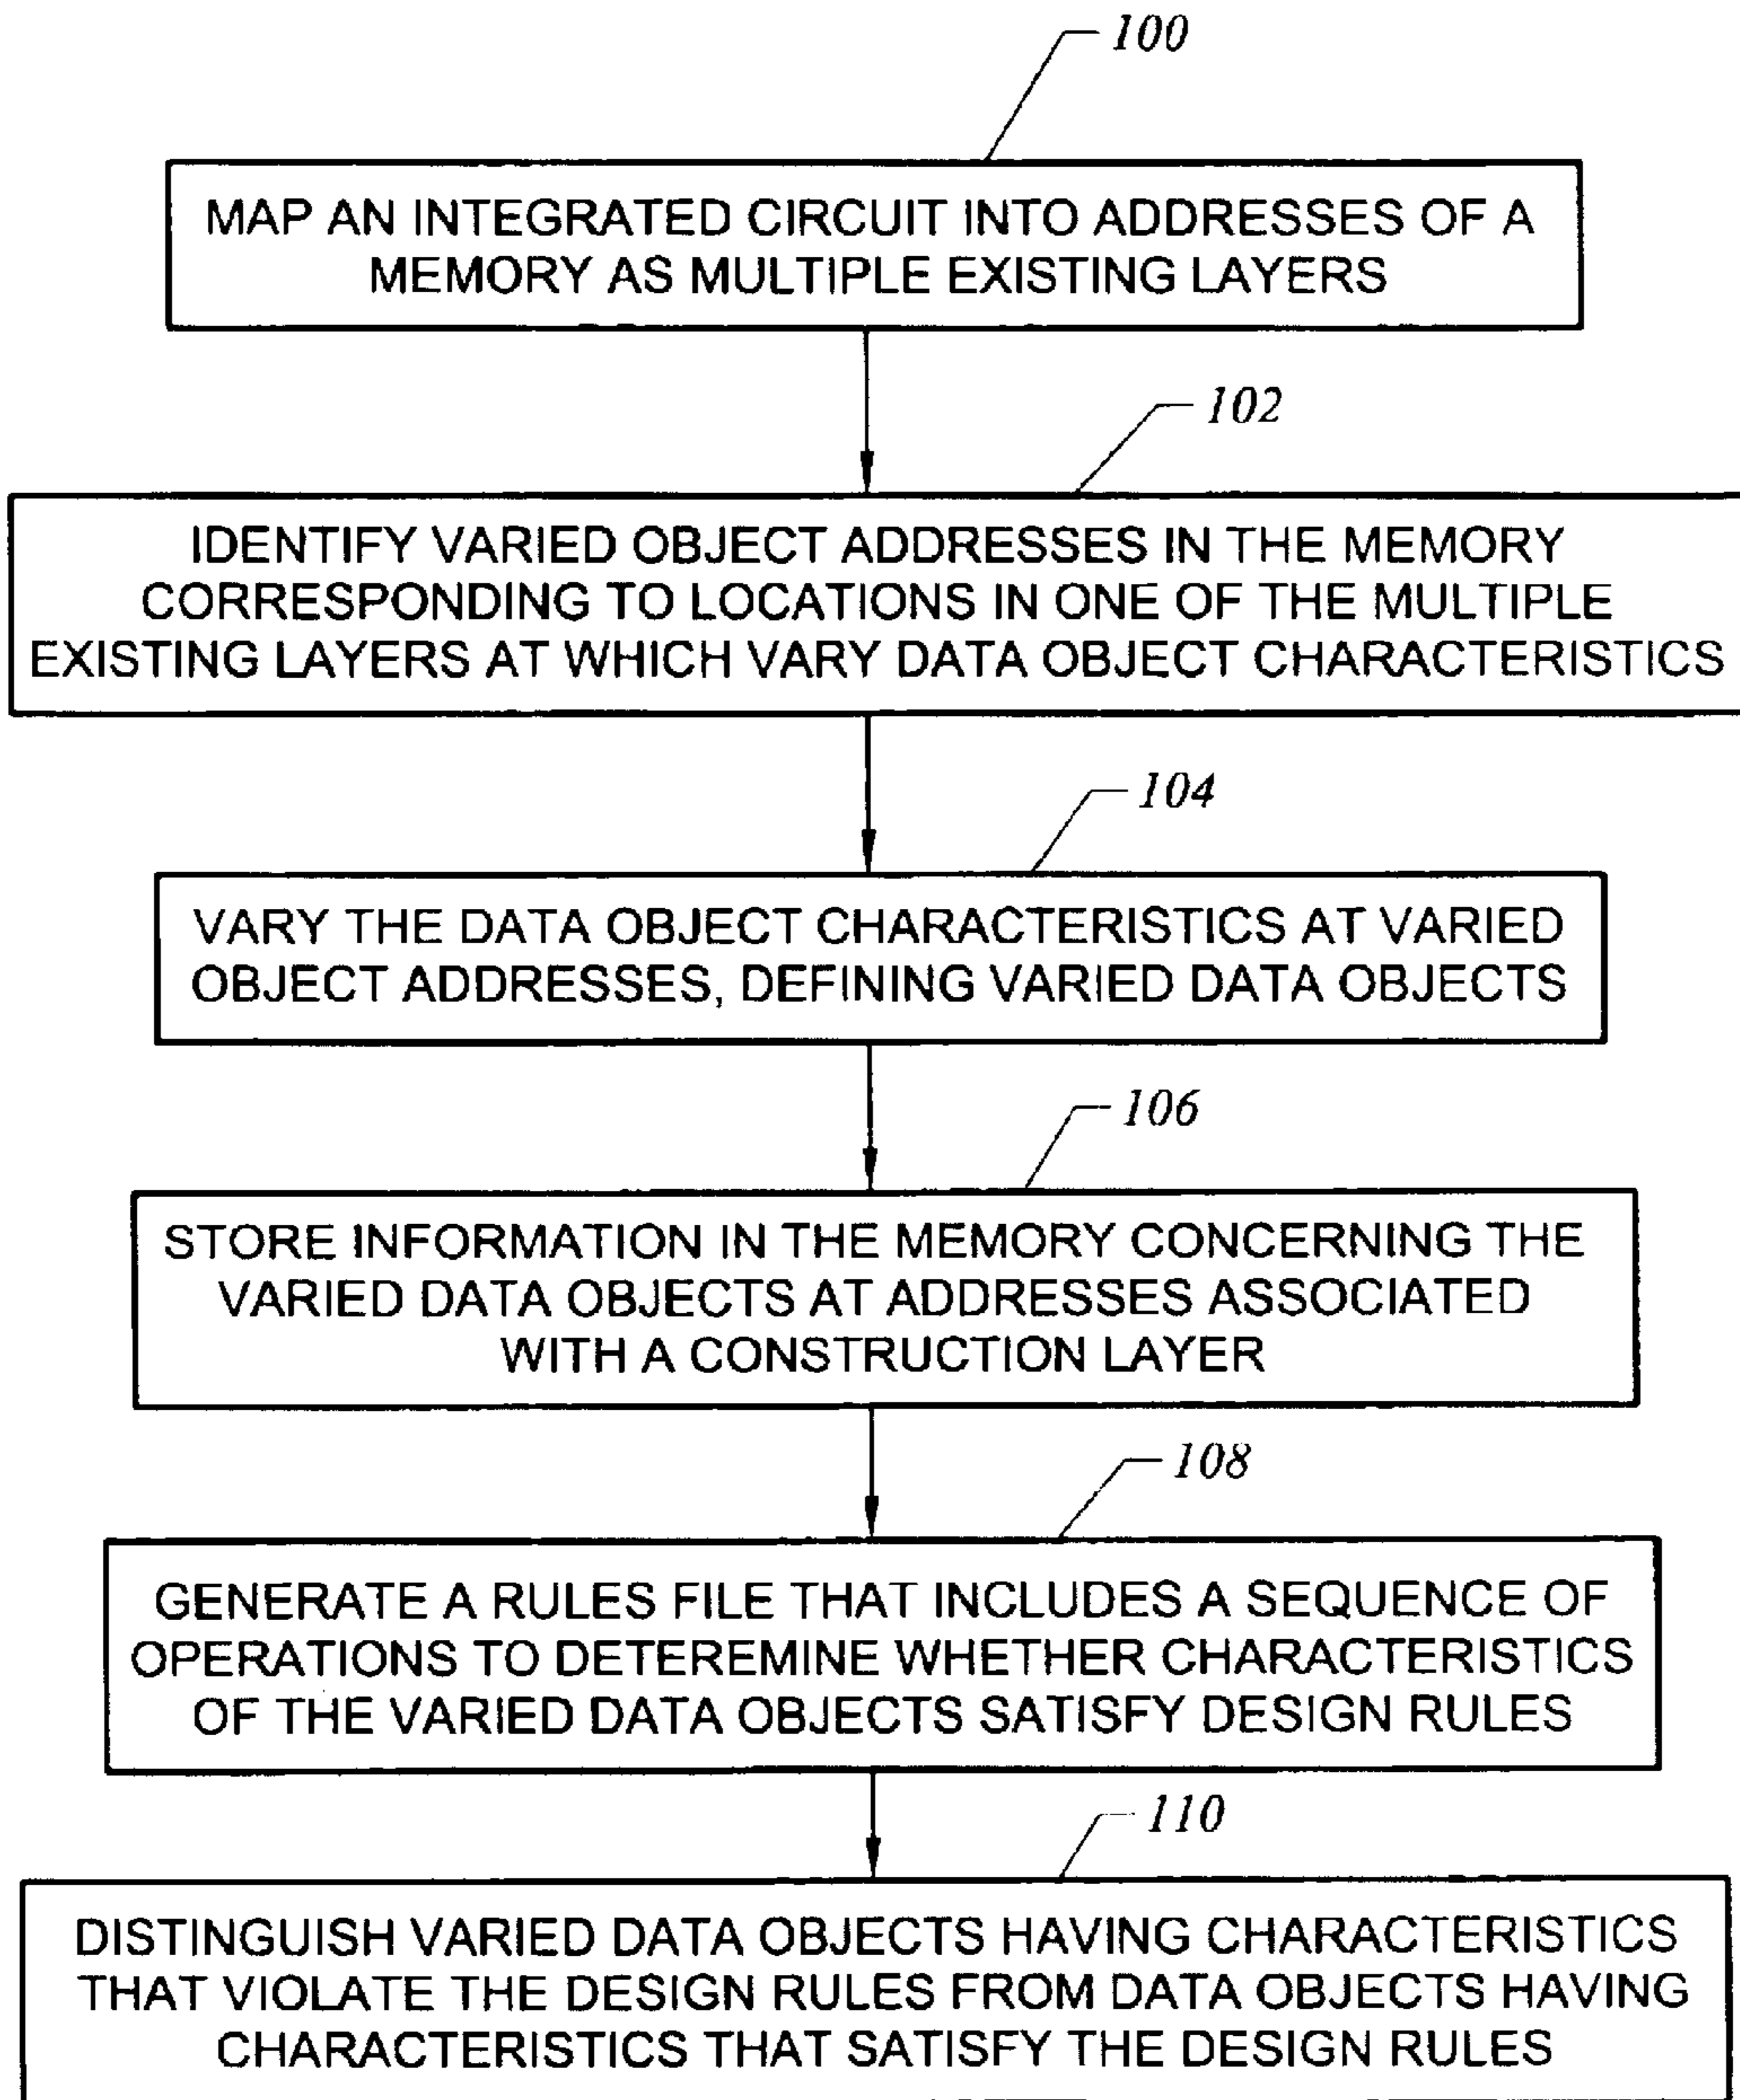 100
MAP AN INTEGRATED CIRCUIT INTO ADDRESSES OF A
MEMORY AS MULTIPLE EXISTING LAYERS
102
IDENTIFY VARIED OBJECT ADDRESSES IN THE MEMORY
CORRESPONDING TO LOCATIONS IN ONE OF THE MULTIPLE
EXISTING LAYERS AT WHICH VARY DATA OBJECT CHARACTERISTICS
104
VARY THE DATA OBJECT CHARACTERISTICS AT VARIED
OBJECT ADDRESSES, DEFINING VARIED DATA OBJECTS
106
STORE INFORMATION IN THE MEMORY CONCERNING THE
VARIED DATA OBJECTS AT ADDRESSES ASSOCIATED
WITH A CONSTRUCTION LAYER
108
GENERATE A RULES FILE THAT INCLUDES A SEQUENCE OF
OPERATIONS TO DETEREMINE WHETHER CHARACTERISTICS
OF THE VARIED DATA OBJECTS SATISFY DESIGN RULES
110
DISTINGUISH VARIED DATA OBJECTS HAVING CHARACTERISTICS
THAT VIOLATE THE DESIGN RULES FROM DATA OBJECTS HAVING
CHARACTERISTICS THAT SATISFY THE DESIGN RULES